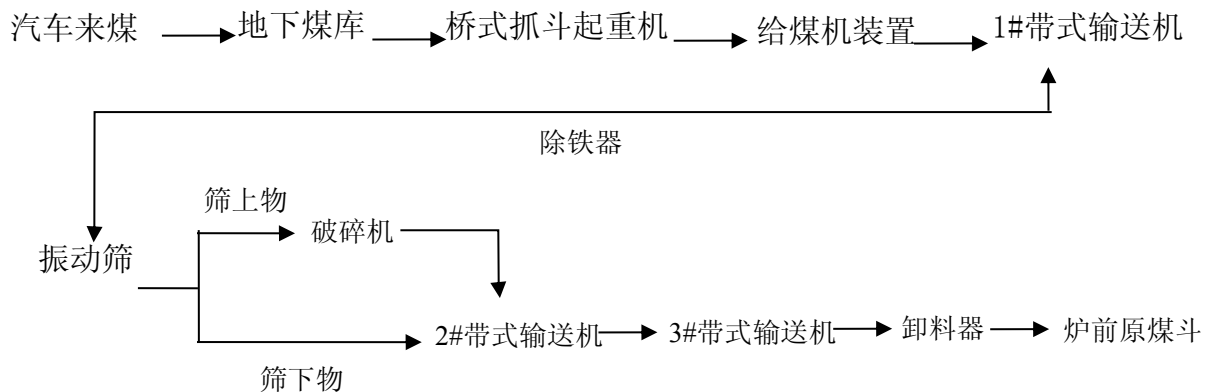 汽车来煤 地下煤库 桥式抓斗起重机 给煤机装置 1#带式输送机
除铁器
筛上物
破碎机
振动筛
2#带式输送机 3#带式输送机 卸料器 炉前原煤斗
筛下物